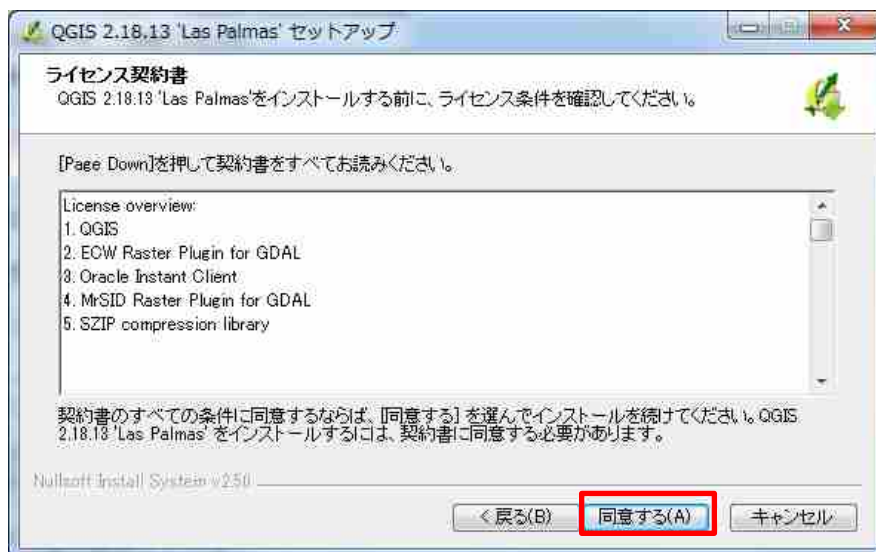 QGIS 2.18.13 'Las Palmas' セットアップ
ライセンス契約書
QGIS 2.18.13 'Las Palmas'をインストールする前に、ライセンス条件を確認してください。
[Page Down]を押して契約書をすべてお読みください。
License overview:
1. QGIS
2. ECW Raster Plugin for GDAL
3. Oracle Instant Client
4. MrSID Raster Plugin for GDAL
5. SZIP compression library
契約書のすべての条件に同意するならば、[同意する] を選んでインストールを続けてください。QGIS
2.18.13 'Las Palmas' をインストールするには、契約書に同意する必要があります。
Nullsoft Install System v2.50
< 戻る(B)
同意する(A)
キャンセル